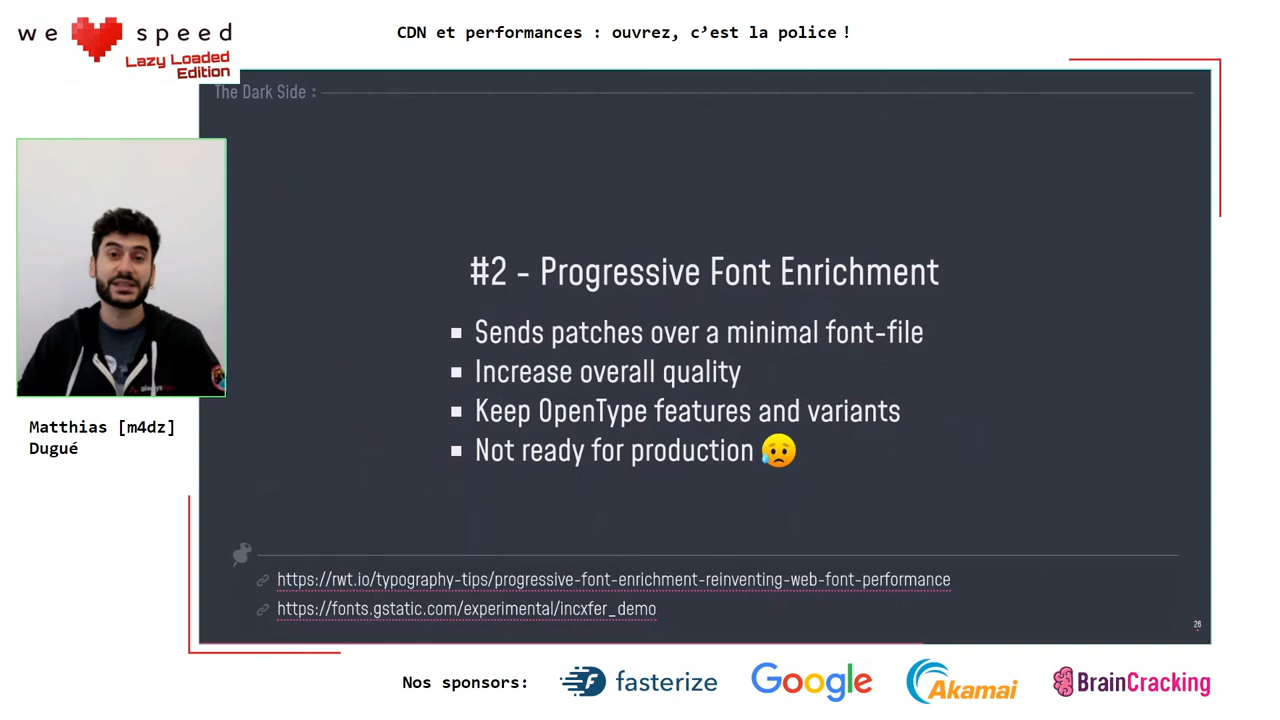 we speed
Lazy Loaded
Edition
CDN et performances : ouvrez, c’est la police !
The Dark Side :
#2 - Progressive Font Enrichment
Sends patches over a minimal font-file
Increase overall quality
Keep OpenType features and variants
Not ready for production 😥
Matthias [m4dz]
Dugué
https://rwt.io/typography-tips/progressive-font-enrichment-reinventing-web-font-performance
https://fonts.gstatic.com/experimental/incxfer_demo
26
Nos sponsors:
fasterize
Google
Akamai
BrainCracking